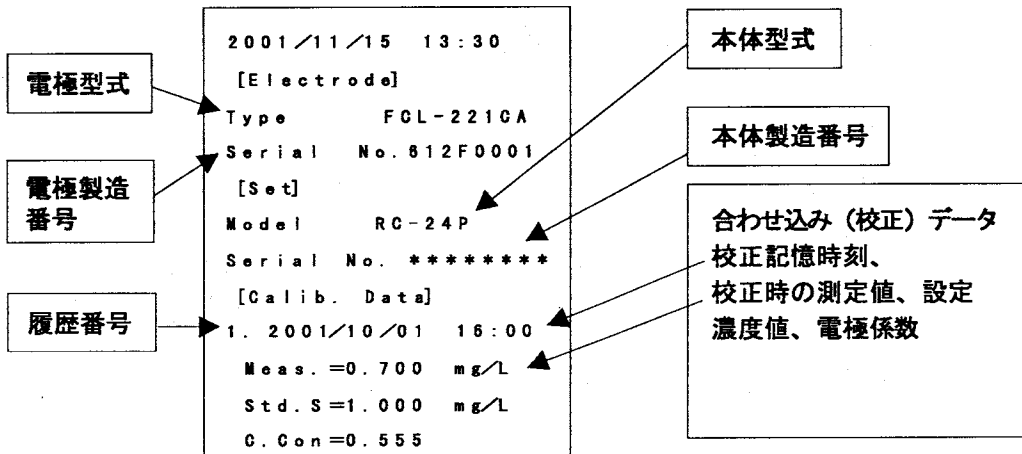 電極型式
電極製造
番号
履歴番号
2001/11/15 13:30
[Electrode]
Type FCL-221CA
Serial No.612F0001
[Set]
Model RC-24P
Serial No. ********
[Calib. Data]
1. 2001/10/01 16:00
Meas.=0.700 mg/L
Std.S=1.000 mg/L
C.Con=0.555
本体型式
本体製造番号
合わせ込み（校正）データ
校正記憶時刻、
校正時の測定値、設定
濃度値、電極係数